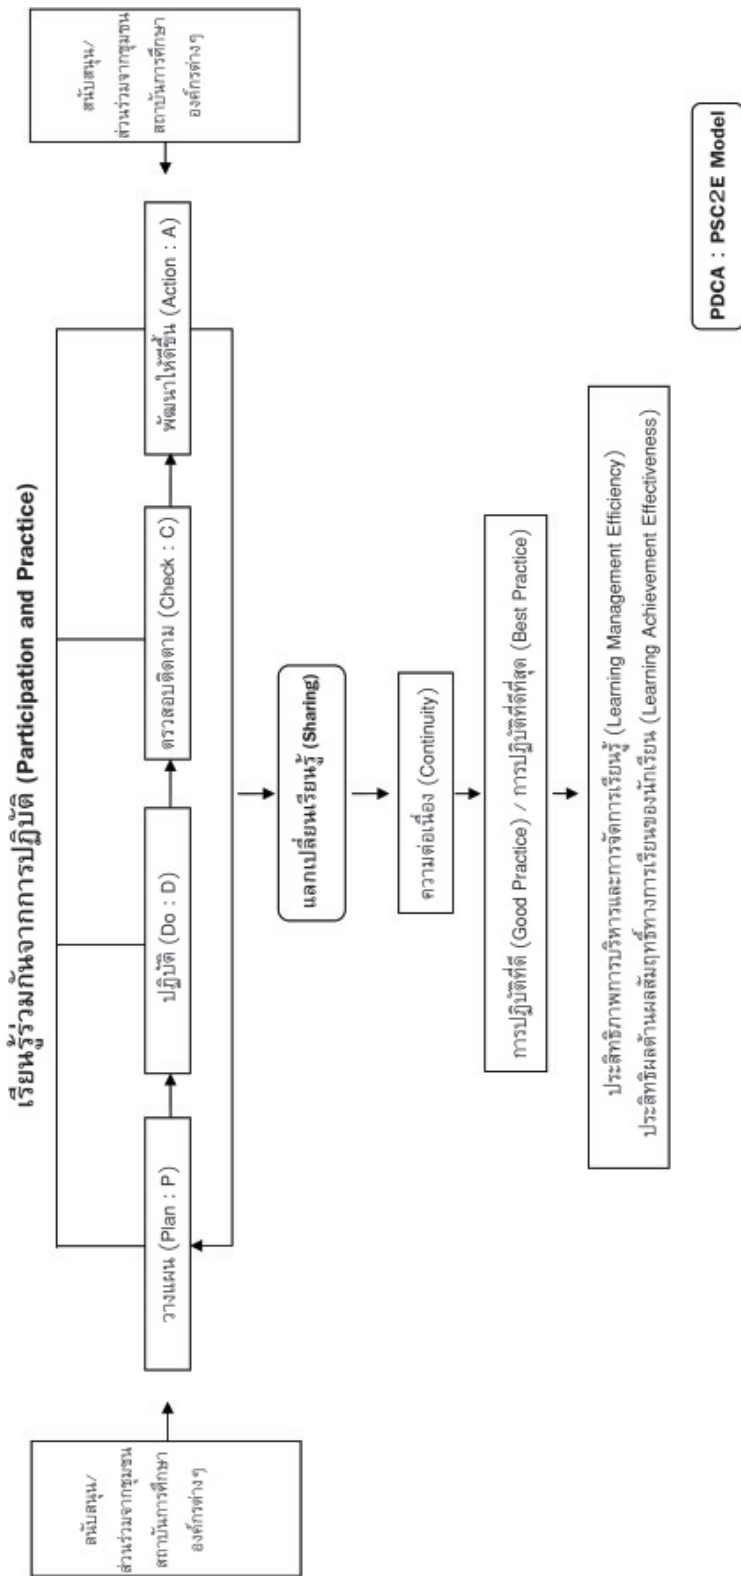 เรียนรู้ร่วมกันจากการปฏิบัติ (Participation and Practice)
สนับสนุน/
ส่วนร่วมจากชุมชน
สถาบันการศึกษา
องค์กรต่างๆ
วางแผน (Plan : P)
ปฏิบัติ (Do : D)
ตรวสอบติดตาม (Check : C)
พัฒนาให้ดีขึ้น (Action : A)
สนับสนุน/
ส่วนร่วมจากชุมชน
สถาบันการศึกษา
องค์กรต่างๆ
แลกเปลี่ยนเรียนรู้ (Sharing)
ความต่อเนื่อง (Continuity)
การปฏิบัติที่ดี (Good Practice) / การปฏิบัติที่ดีที่สุด (Best Practice)
ประสิทธิภาพการบริหารและการจัดการเรียนรู้ (Learning Management Efficiency)
ประสิทธิผลด้านผลสัมฤทธิ์ทางการเรียนของนักเรียน (Learning Achievement Effectiveness)
PDCA : PSC2E Model